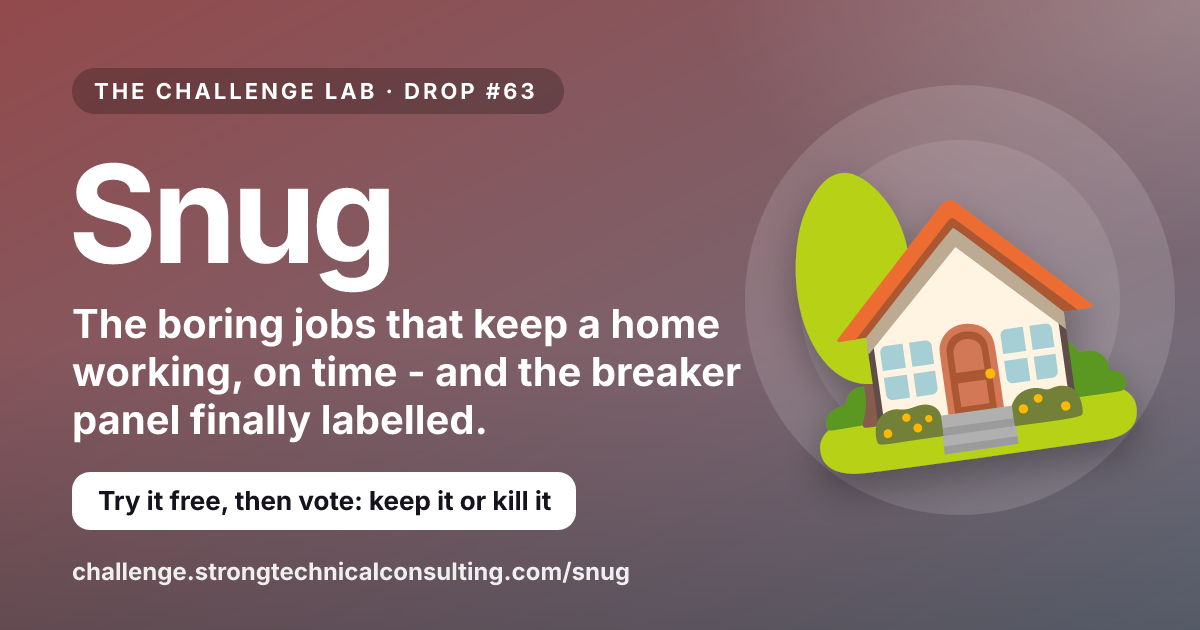 THE CHALLENGE LAB · DROP #63
Snug
The boring jobs that keep a home
working, on time - and the breaker
panel finally labelled.
Try it free, then vote: keep it or kill it
challenge.strongtechnicalconsulting.com/snug